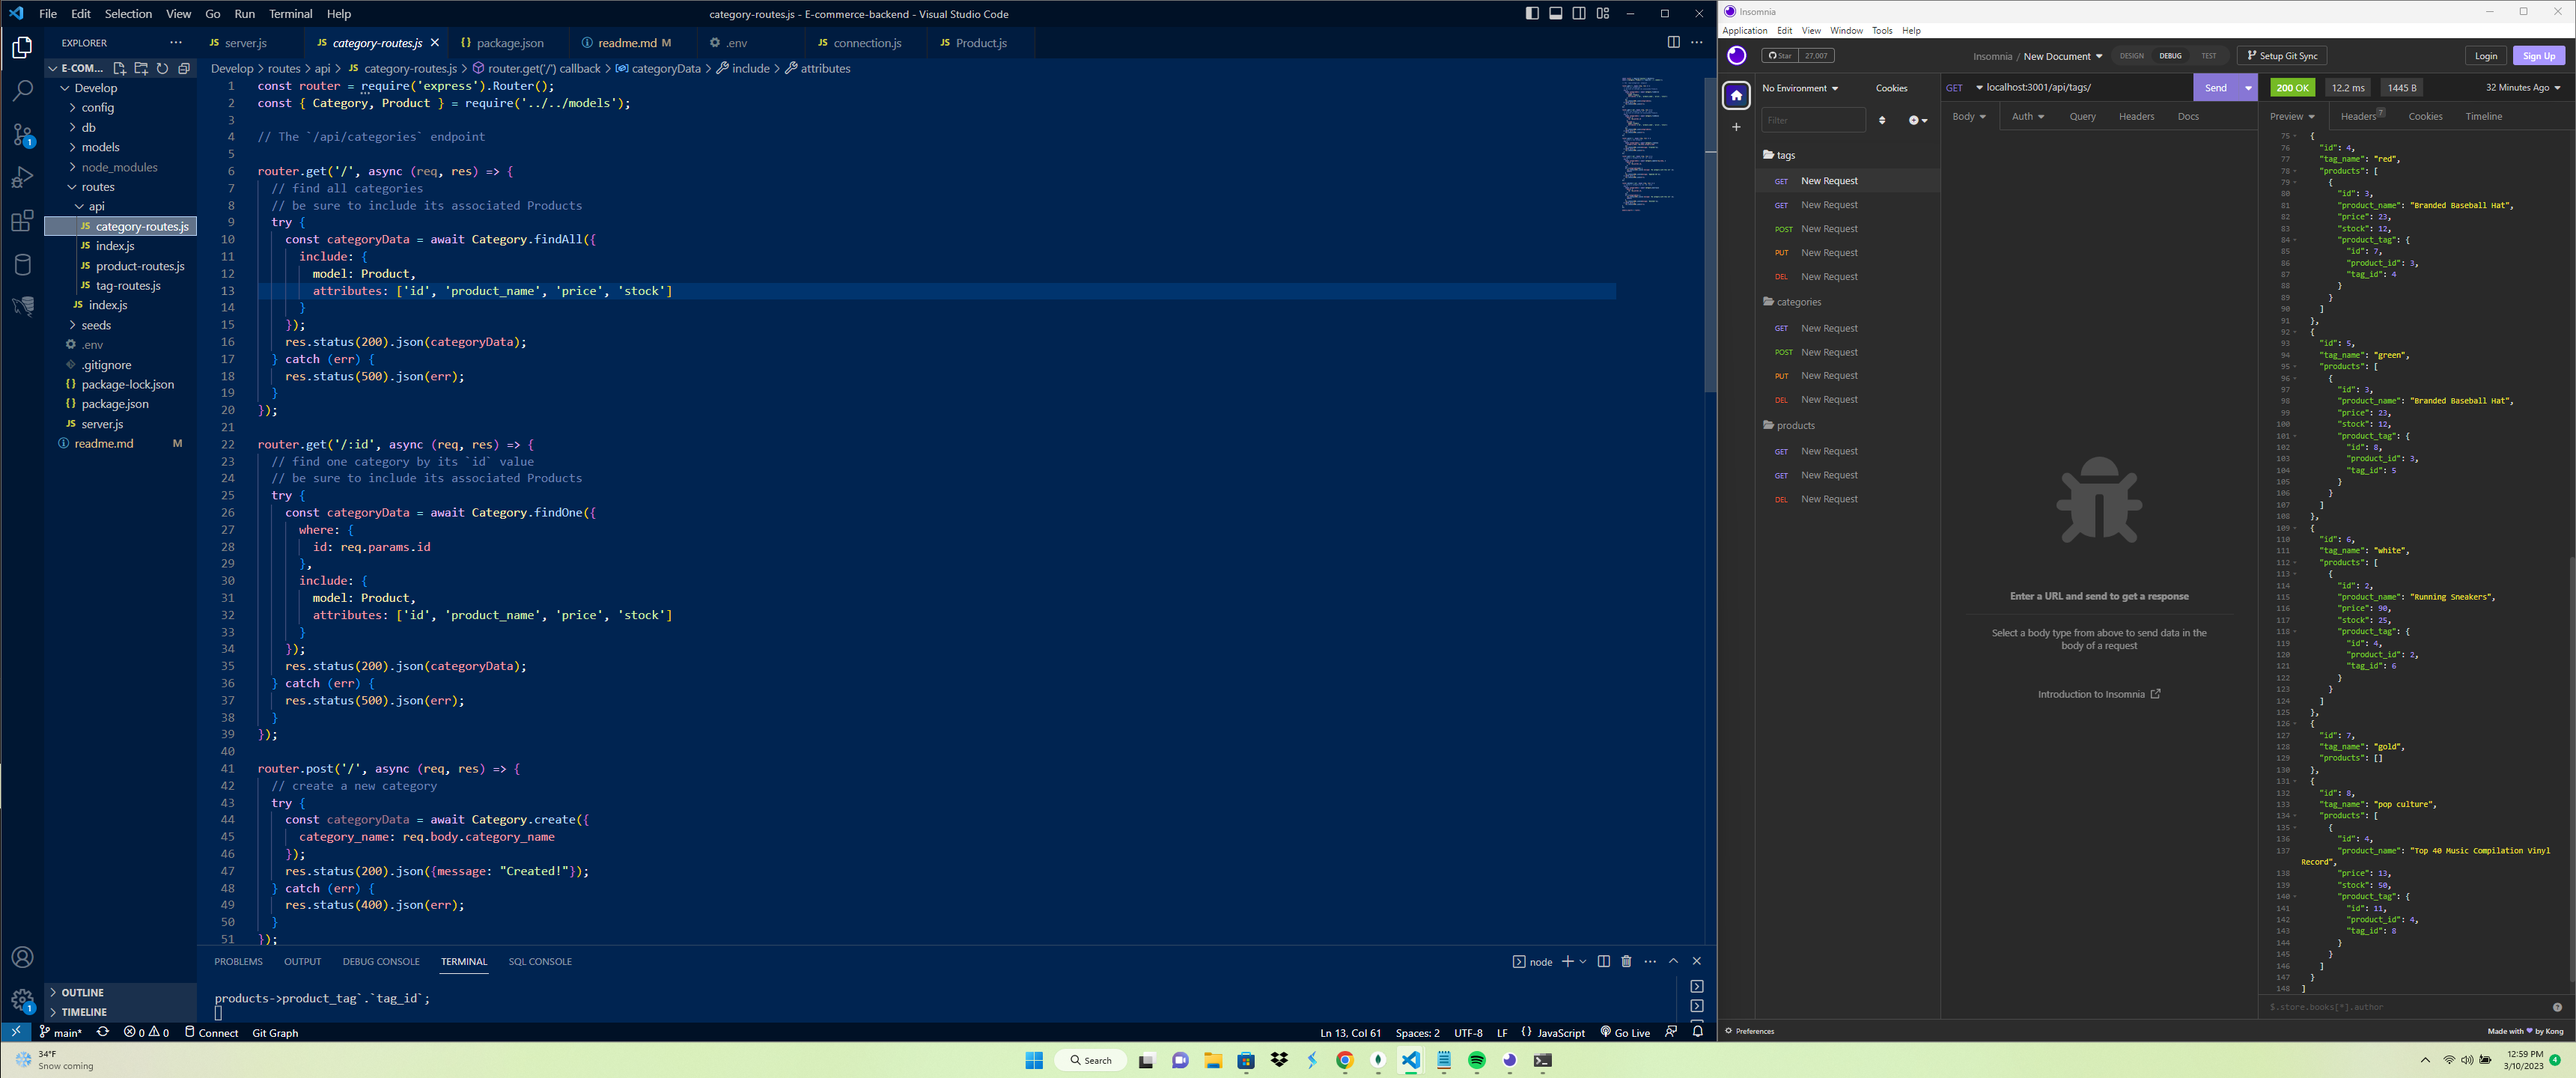 File Edit Selection View Go Run Terminal Help
category-routes.js - E-commerce-backend - Visual Studio Code
EXPLORER
JS server.js
JS category-routes.js
{} package.json
readme.md M
.env
JS connection.js
JS Product.js
E-COM...
Develop > routes > api > JS category-routes.js > router.get('/') callback > categoryData > include > attributes
Develop
config
db
models
node_modules
routes
api
JS category-routes.js
JS index.js
JS product-routes.js
JS tag-routes.js
JS index.js
seeds
.env
.gitignore
{} package-lock.json
{} package.json
JS server.js
readme.md M
OUTLINE
TIMELINE
1 const router = require('express').Router();
2 const { Category, Product } = require('../../models');
3
4 // The `/api/categories` endpoint
5
6 router.get('/', async (req, res) => {
7 // find all categories
8 // be sure to include its associated Products
9 try {
10 const categoryData = await Category.findAll({
11 include: {
12 model: Product,
13 attributes: ['id', 'product_name', 'price', 'stock']
14 }
15 });
16 res.status(200).json(categoryData);
17 } catch (err) {
18 res.status(500).json(err);
19 }
20 });
21
22 router.get('/:id', async (req, res) => {
23 // find one category by its `id` value
24 // be sure to include its associated Products
25 try {
26 const categoryData = await Category.findOne({
27 where: {
28 id: req.params.id
29 },
30 include: {
31 model: Product,
32 attributes: ['id', 'product_name', 'price', 'stock']
33 }
34 });
35 res.status(200).json(categoryData);
36 } catch (err) {
37 res.status(500).json(err);
38 }
39 });
40
41 router.post('/', async (req, res) => {
42 // create a new category
43 try {
44 const categoryData = await Category.create({
45 category_name: req.body.category_name
46 });
47 res.status(200).json({message: "Created!"});
48 } catch (err) {
49 res.status(400).json(err);
50 }
51 });
PROBLEMS OUTPUT DEBUG CONSOLE TERMINAL SQL CONSOLE
node
products->product_tag`.`tag_id`;
main* 0 0 Connect Git Graph
Ln 13, Col 61 Spaces: 2 UTF-8 LF {} JavaScript Go Live
Insomnia
Application Edit View Window Tools Help
Star 27,007
Insomnia / New Document
DESIGN DEBUG TEST
Setup Git Sync
Login
Sign Up
No Environment
Cookies
Filter
tags
GET New Request
GET New Request
POST New Request
PUT New Request
DEL New Request
categories
GET New Request
POST New Request
PUT New Request
DEL New Request
products
GET New Request
GET New Request
DEL New Request
GET localhost:3001/api/tags/
Send
Body Auth Query Headers Docs
Enter a URL and send to get a response
Select a body type from above to send data in the
body of a request
Introduction to Insomnia
200 OK 12.2 ms 1445 B 32 Minutes Ago
Preview Headers 7 Cookies Timeline
75 {
76 "id": 4,
77 "tag_name": "red",
78 "products": [
79 {
80 "id": 3,
81 "product_name": "Branded Baseball Hat",
82 "price": 23,
83 "stock": 12,
84 "product_tag": {
85 "id": 7,
86 "product_id": 3,
87 "tag_id": 4
88 }
89 }
90 ]
91 },
92 {
93 "id": 5,
94 "tag_name": "green",
95 "products": [
96 {
97 "id": 3,
98 "product_name": "Branded Baseball Hat",
99 "price": 23,
100 "stock": 12,
101 "product_tag": {
102 "id": 8,
103 "product_id": 3,
104 "tag_id": 5
105 }
106 }
107 ]
108 },
109 {
110 "id": 6,
111 "tag_name": "white",
112 "products": [
113 {
114 "id": 2,
115 "product_name": "Running Sneakers",
116 "price": 90,
117 "stock": 25,
118 "product_tag": {
119 "id": 4,
120 "product_id": 2,
121 "tag_id": 6
122 }
123 }
124 ]
125 },
126 {
127 "id": 7,
128 "tag_name": "gold",
129 "products": []
130 },
131 {
132 "id": 8,
133 "tag_name": "pop culture",
134 "products": [
135 {
136 "id": 4,
137 "product_name": "Top 40 Music Compilation Vinyl
Record",
138 "price": 13,
139 "stock": 50,
140 "product_tag": {
141 "id": 11,
142 "product_id": 4,
143 "tag_id": 8
144 }
145 }
146 ]
147 }
148 ]
$.store.books[*].author
Preferences
Made with ♥ by Kong
34°F
Snow coming
Search
12:59 PM
3/10/2023
4